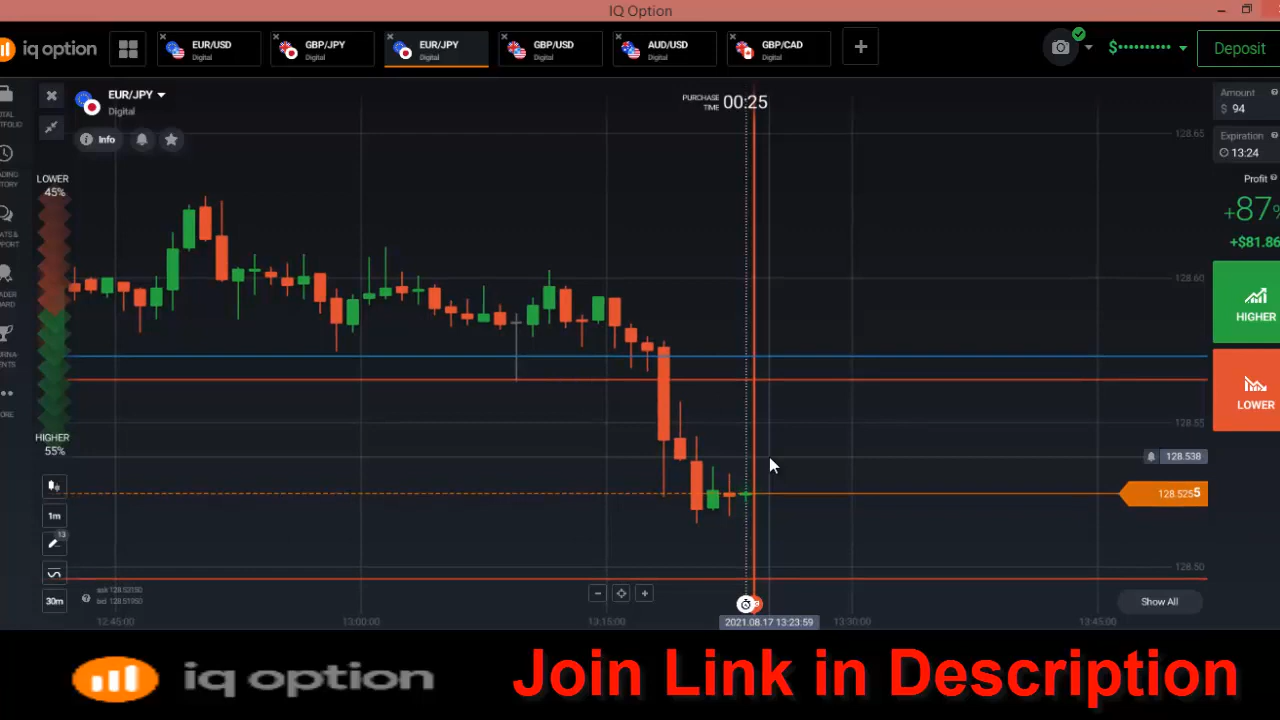 IQ Option
iq option
EUR/USD
Digital
GBP/JPY
Digital
EUR/JPY
Digital
GBP/USD
Digital
AUD/USD
Digital
GBP/CAD
Digital
$••••••••••
Deposit
EUR/JPY
Digital
Info
PURCHASE
TIME
00:25
LOWER
45%
HIGHER
55%
1m
13
30m
128.65
128.60
128.55
128.538
128.525
128.50
Amount
$ 94
Expiration
13:24
Profit
+87%
+$81.86
HIGHER
LOWER
Show All
12:45:00
13:00:00
13:15:00
2021.08.17 13:23:59
13:30:00
13:45:00
iq option
Join Link in Description